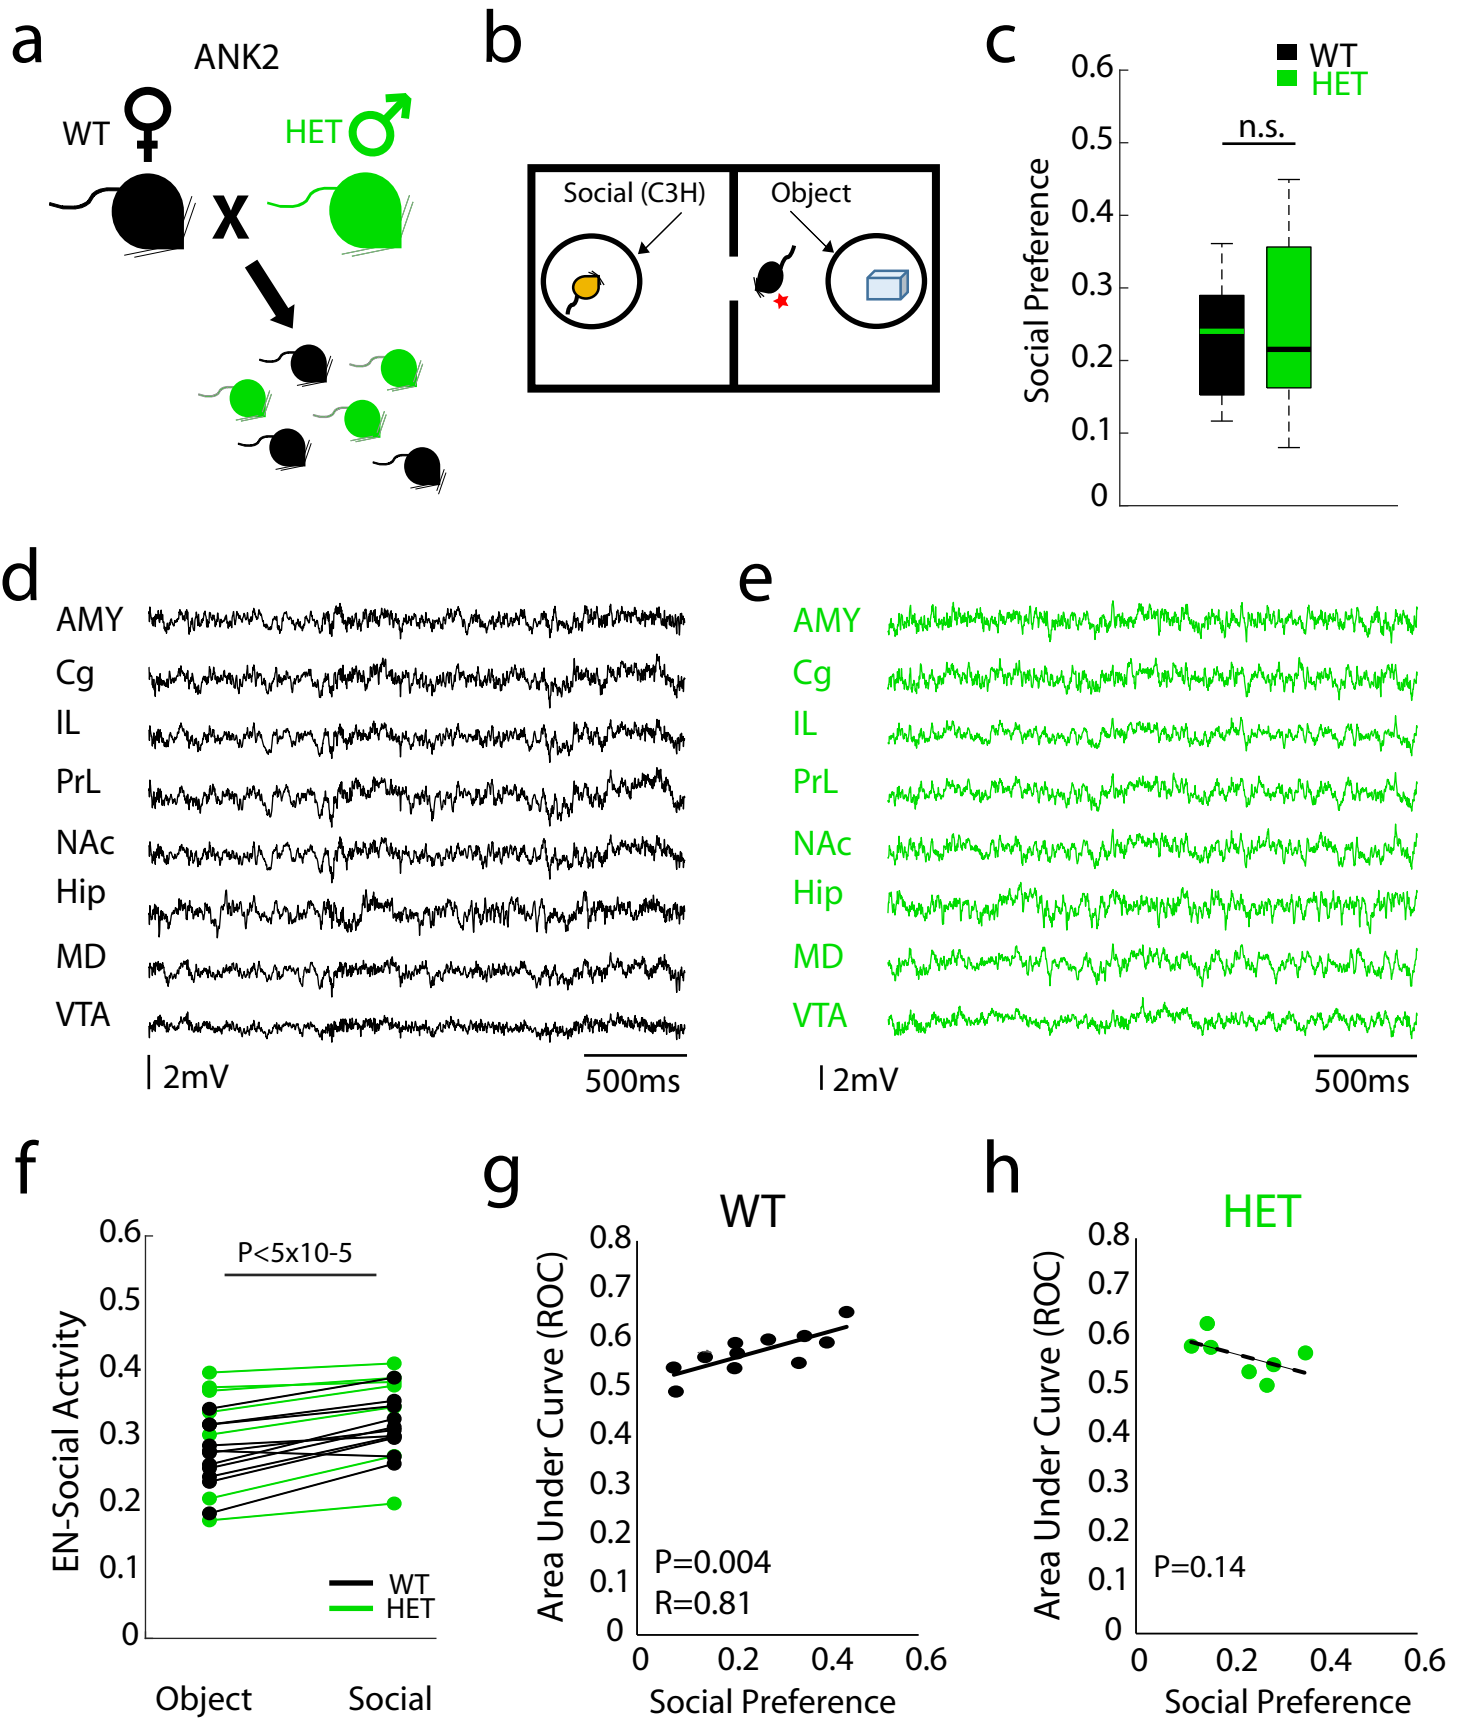 a
ANK2
WT
HET
X
b
Social (C3H)
Object
c
WT
HET
n.s.
Social Preference
0.6
0.5
0.4
0.3
0.2
0.1
0
d
AMY
Cg
IL
PrL
NAc
Hip
MD
VTA
2mV
500ms
e
AMY
Cg
IL
PrL
NAc
Hip
MD
VTA
2mV
500ms
f
P<5x10-5
EN-Social Actvity
0.6
0.5
0.4
0.3
0.2
0.1
0
WT
HET
Object
Social
g
WT
Area Under Curve (ROC)
0.8
0.7
0.6
0.5
0.4
0.3
0.2
0.1
0
P=0.004
R=0.81
0
0.2
0.4
0.6
Social Preference
h
HET
Area Under Curve (ROC)
0.8
0.7
0.6
0.5
0.4
0.3
0.2
0.1
0
P=0.14
0
0.2
0.4
0.6
Social Preference